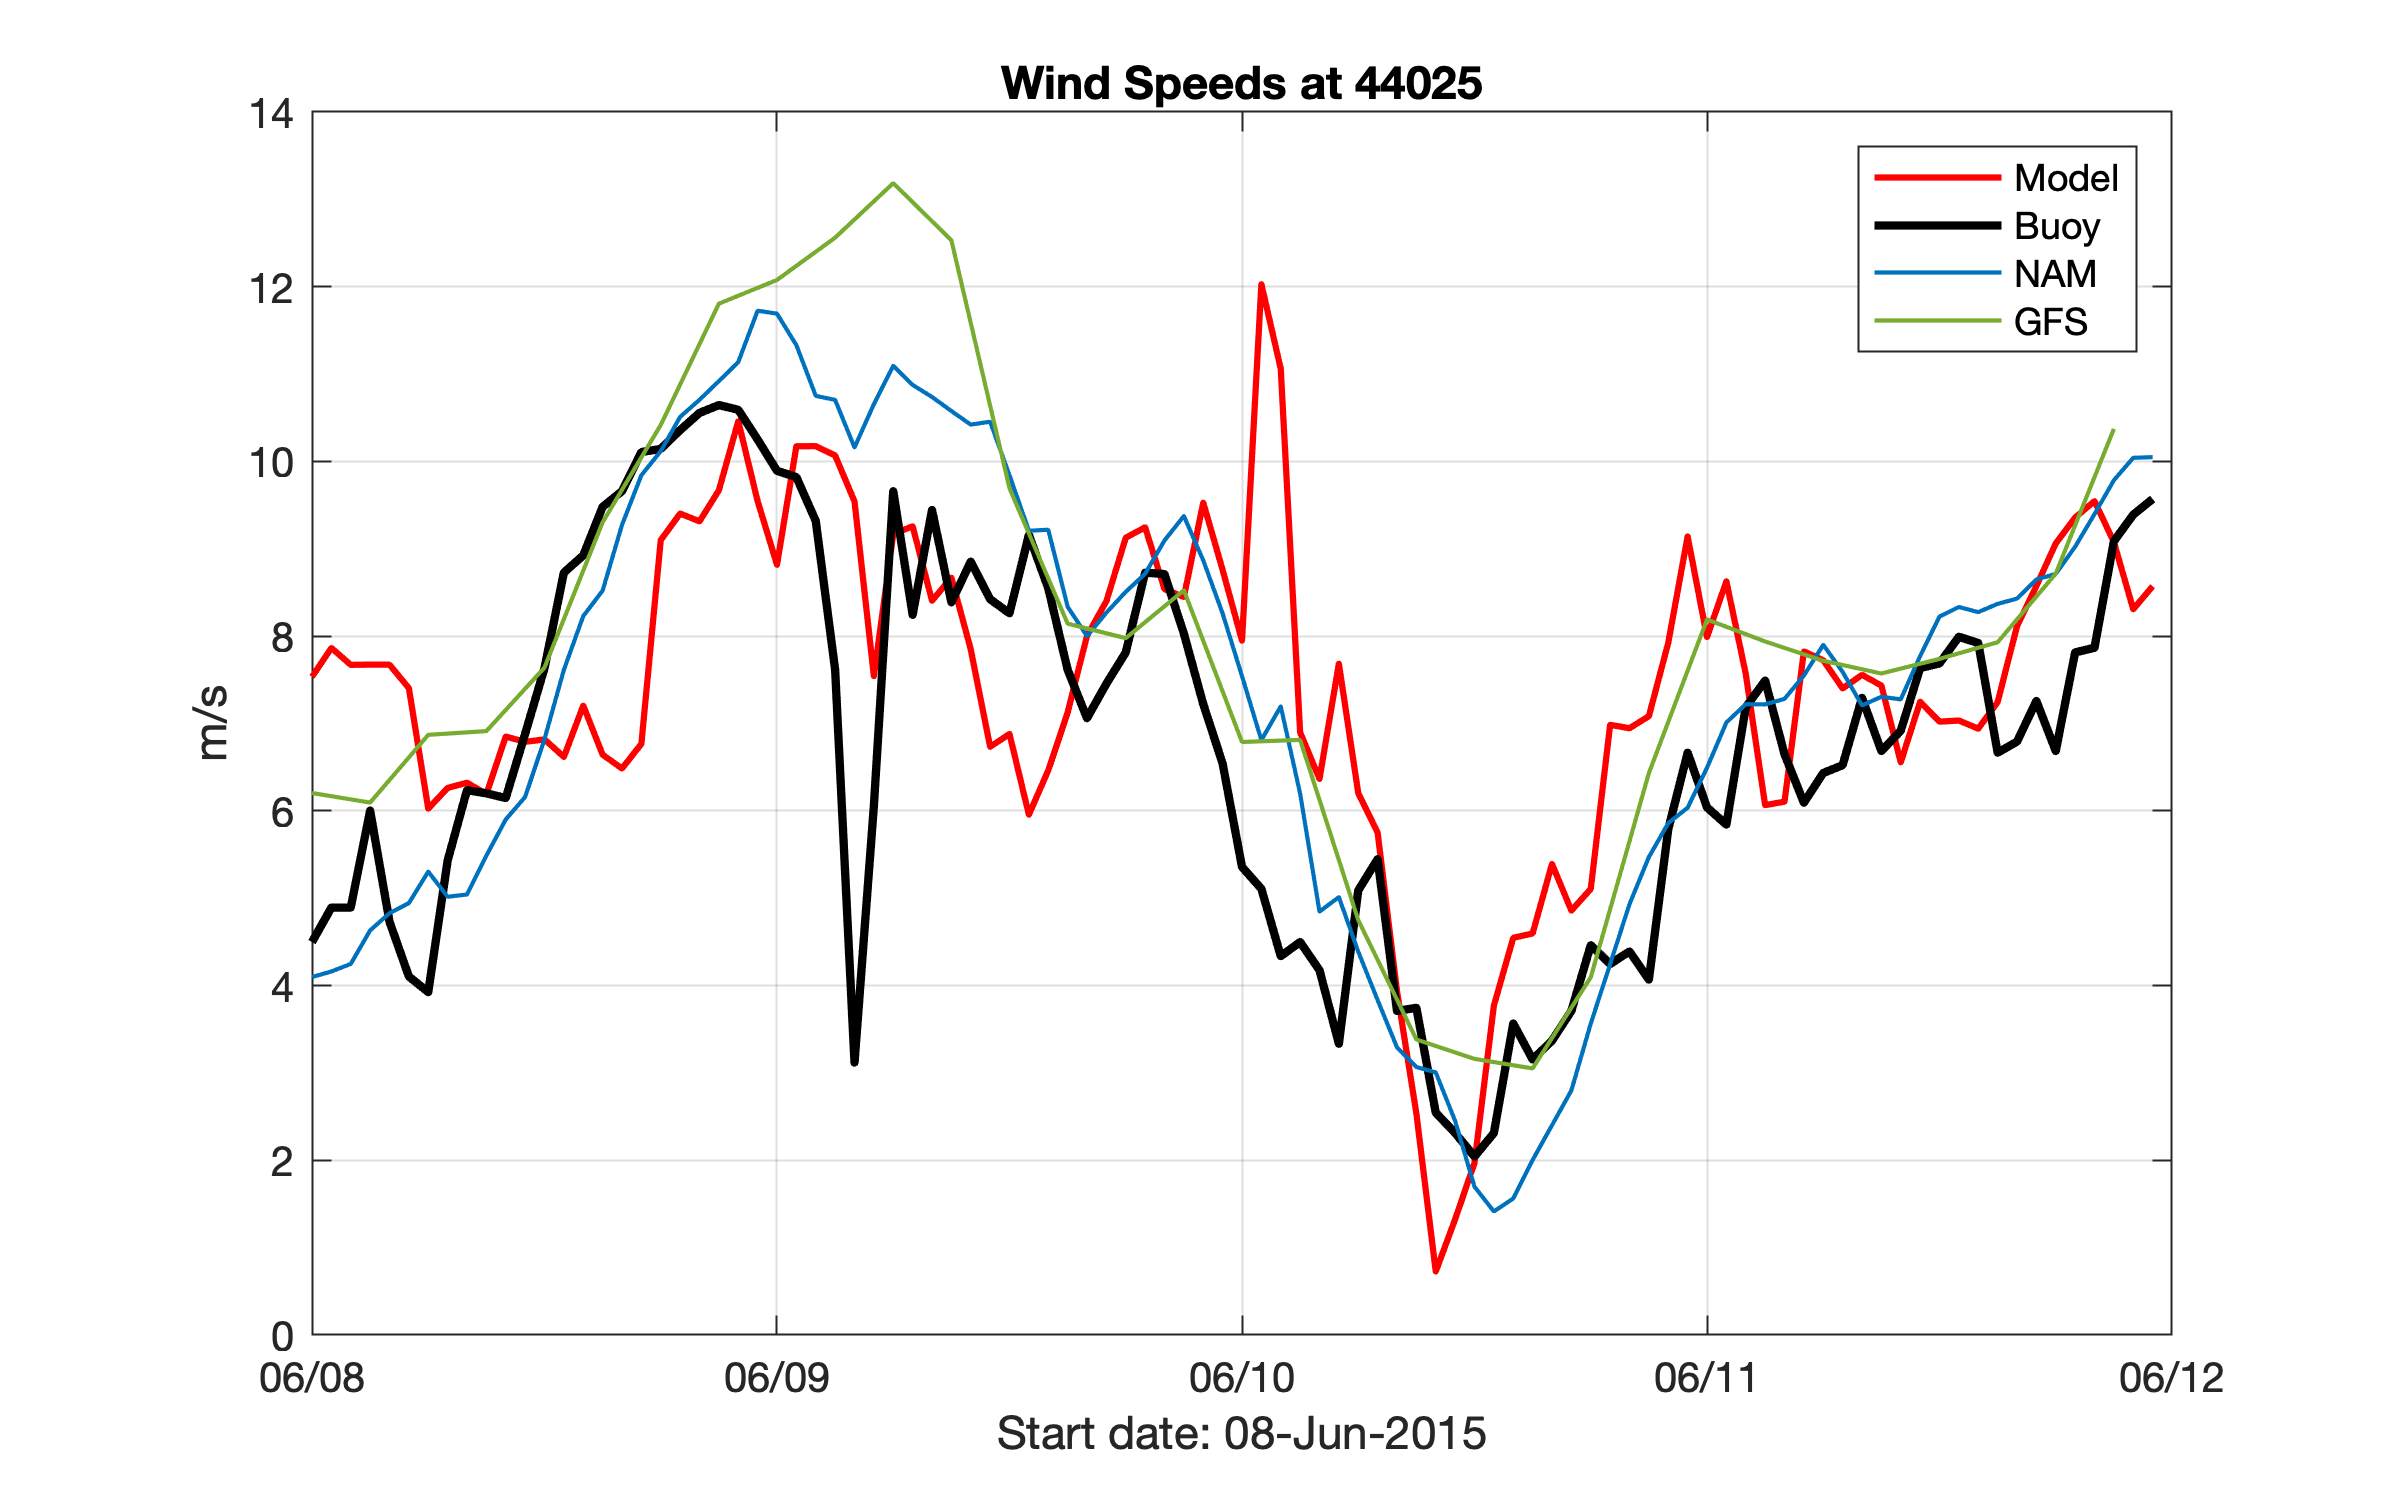 Wind Speeds at 44025
14
12
10
8
6
4
2
0
m/s
Model
Buoy
NAM
GFS
06/08 06/09 06/10 06/11 06/12
Start date: 08-Jun-2015